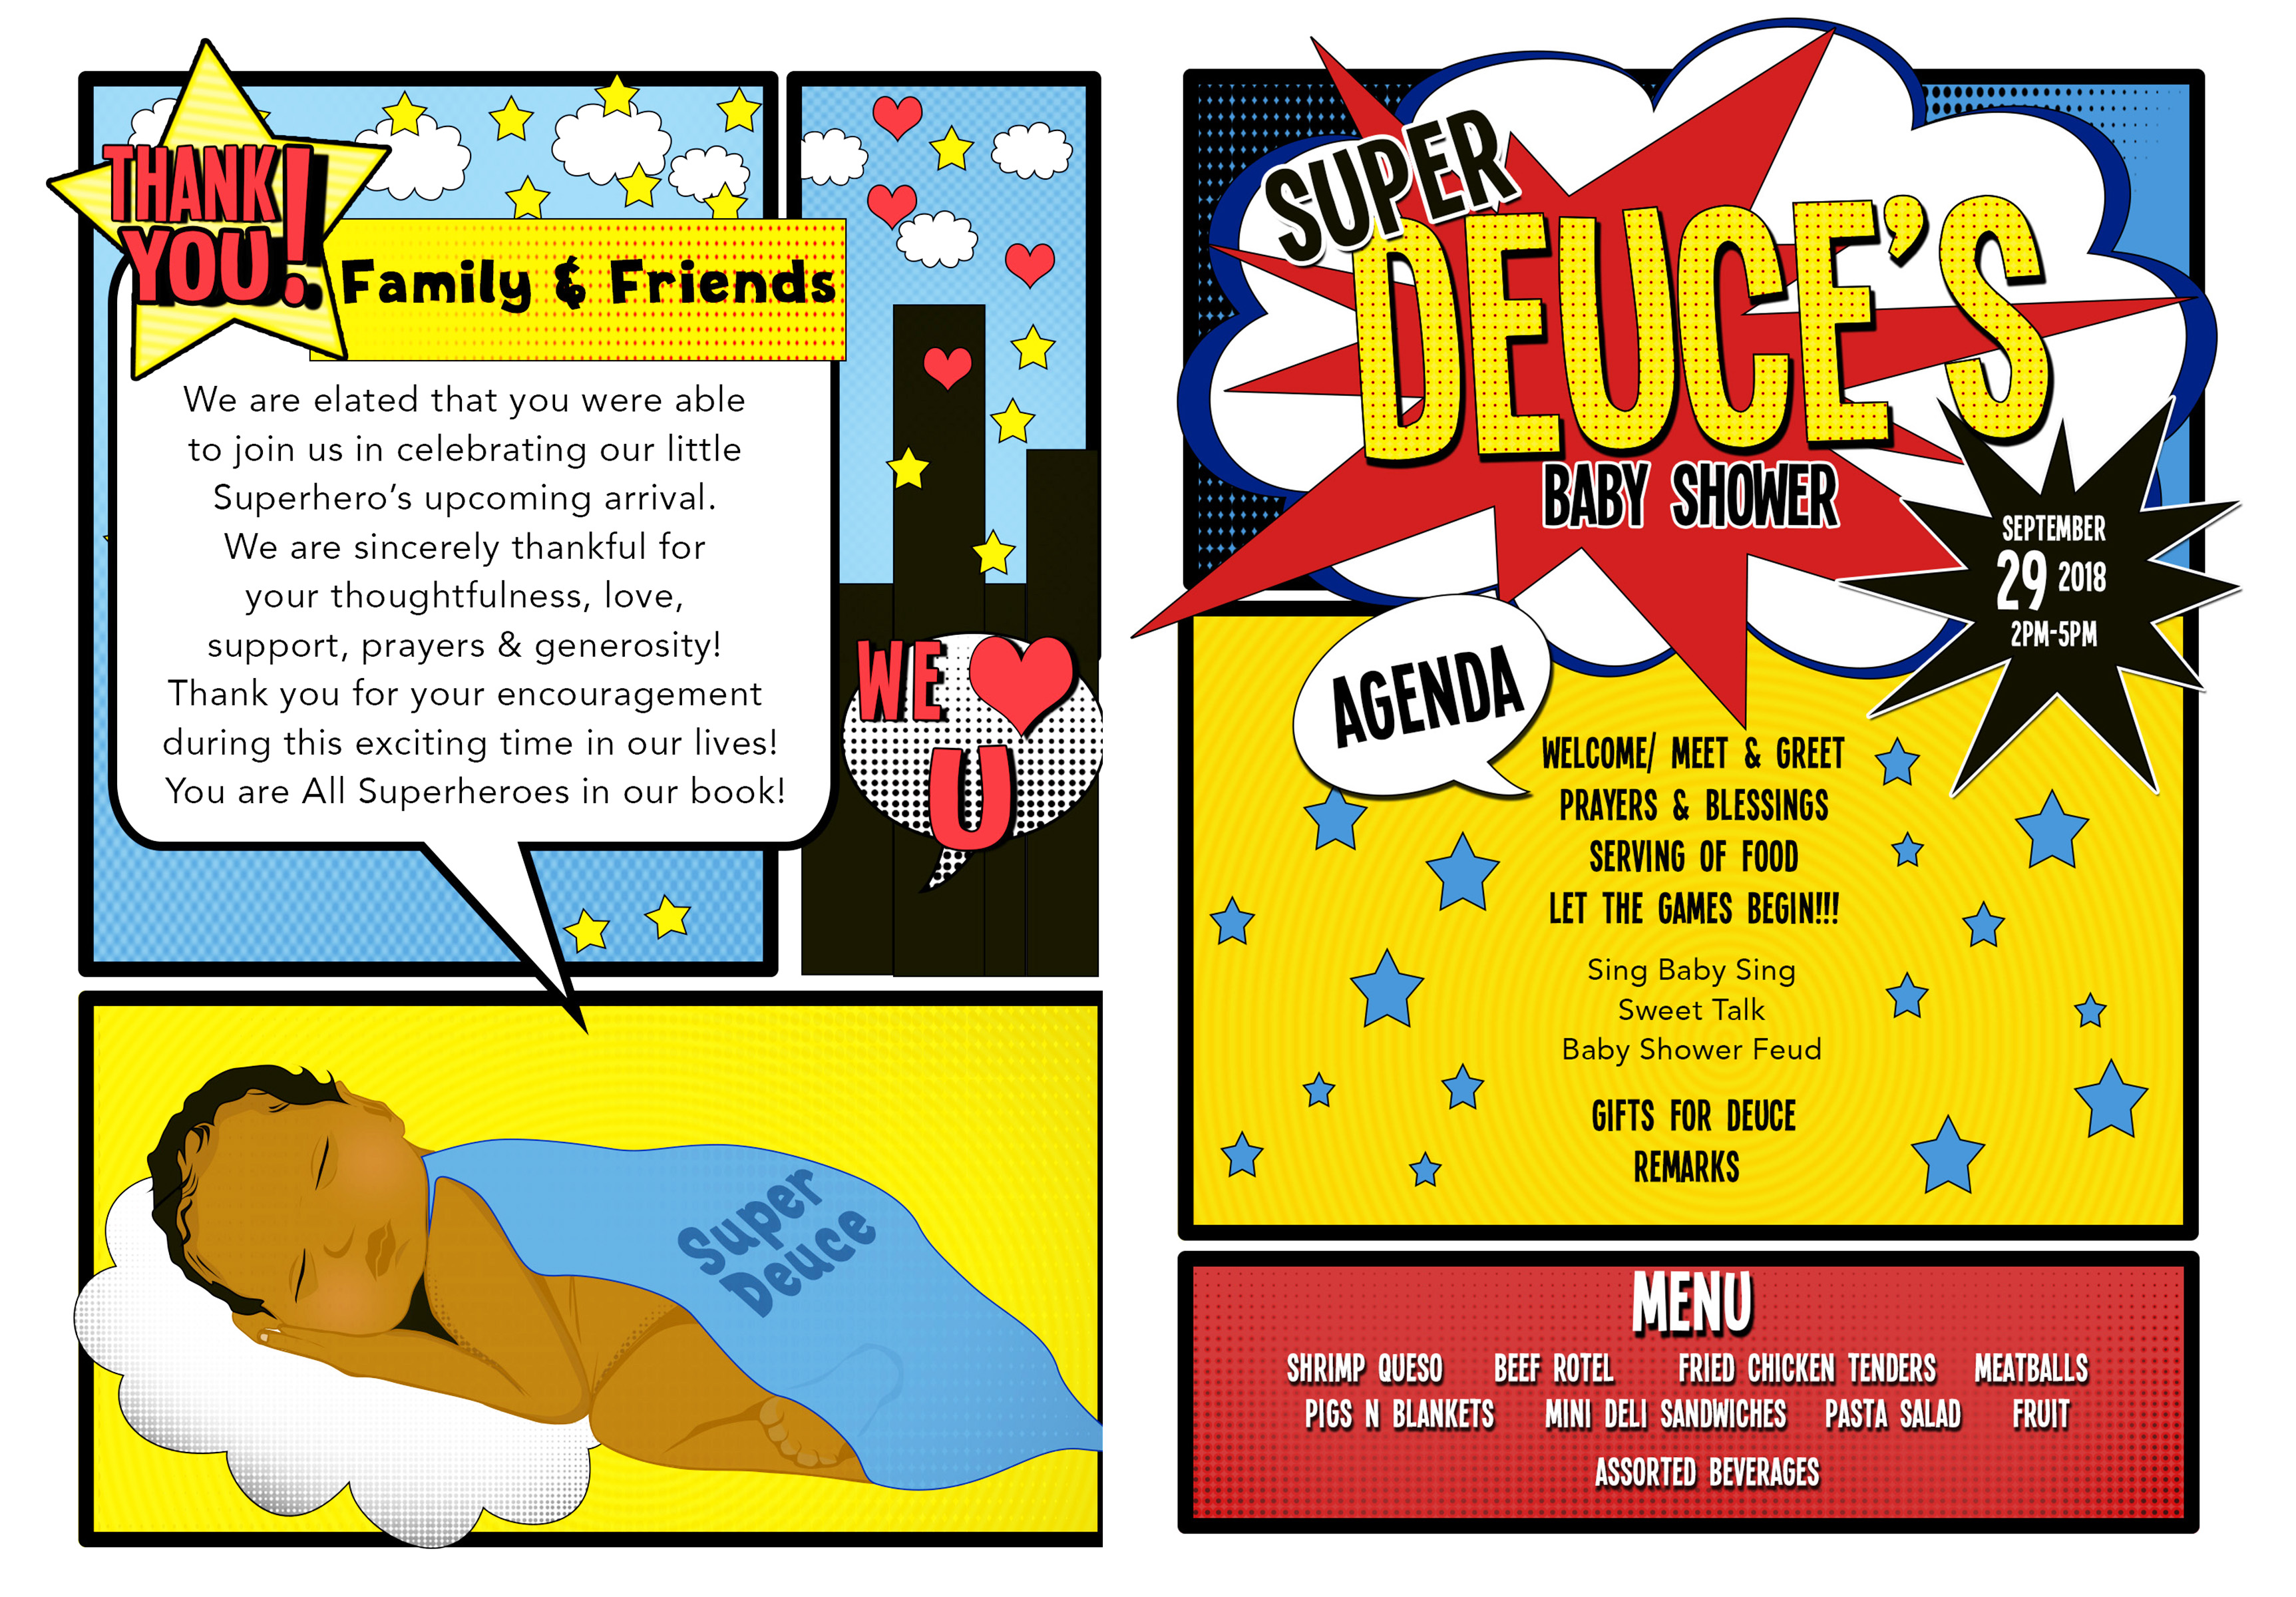 THANK
YOU!
Family & Friends
We are elated that you were able
to join us in celebrating our little
Superhero's upcoming arrival.
We are sincerely thankful for
your thoughtfulness, love,
support, prayers & generosity!
Thank you for your encouragement
during this exciting time in our lives!
You are All Superheroes in our book!
WE
U
Super
Deuce
SUPER
DEUCE'S
BABY SHOWER
SEPTEMBER
29 2018
2PM-5PM
AGENDA
WELCOME/ MEET & GREET
PRAYERS & BLESSINGS
SERVING OF FOOD
LET THE GAMES BEGIN!!!
Sing Baby Sing
Sweet Talk
Baby Shower Feud
GIFTS FOR DEUCE
REMARKS
MENU
SHRIMP QUESO BEEF ROTEL FRIED CHICKEN TENDERS MEATBALLS
PIGS N BLANKETS MINI DELI SANDWICHES PASTA SALAD FRUIT
ASSORTED BEVERAGES